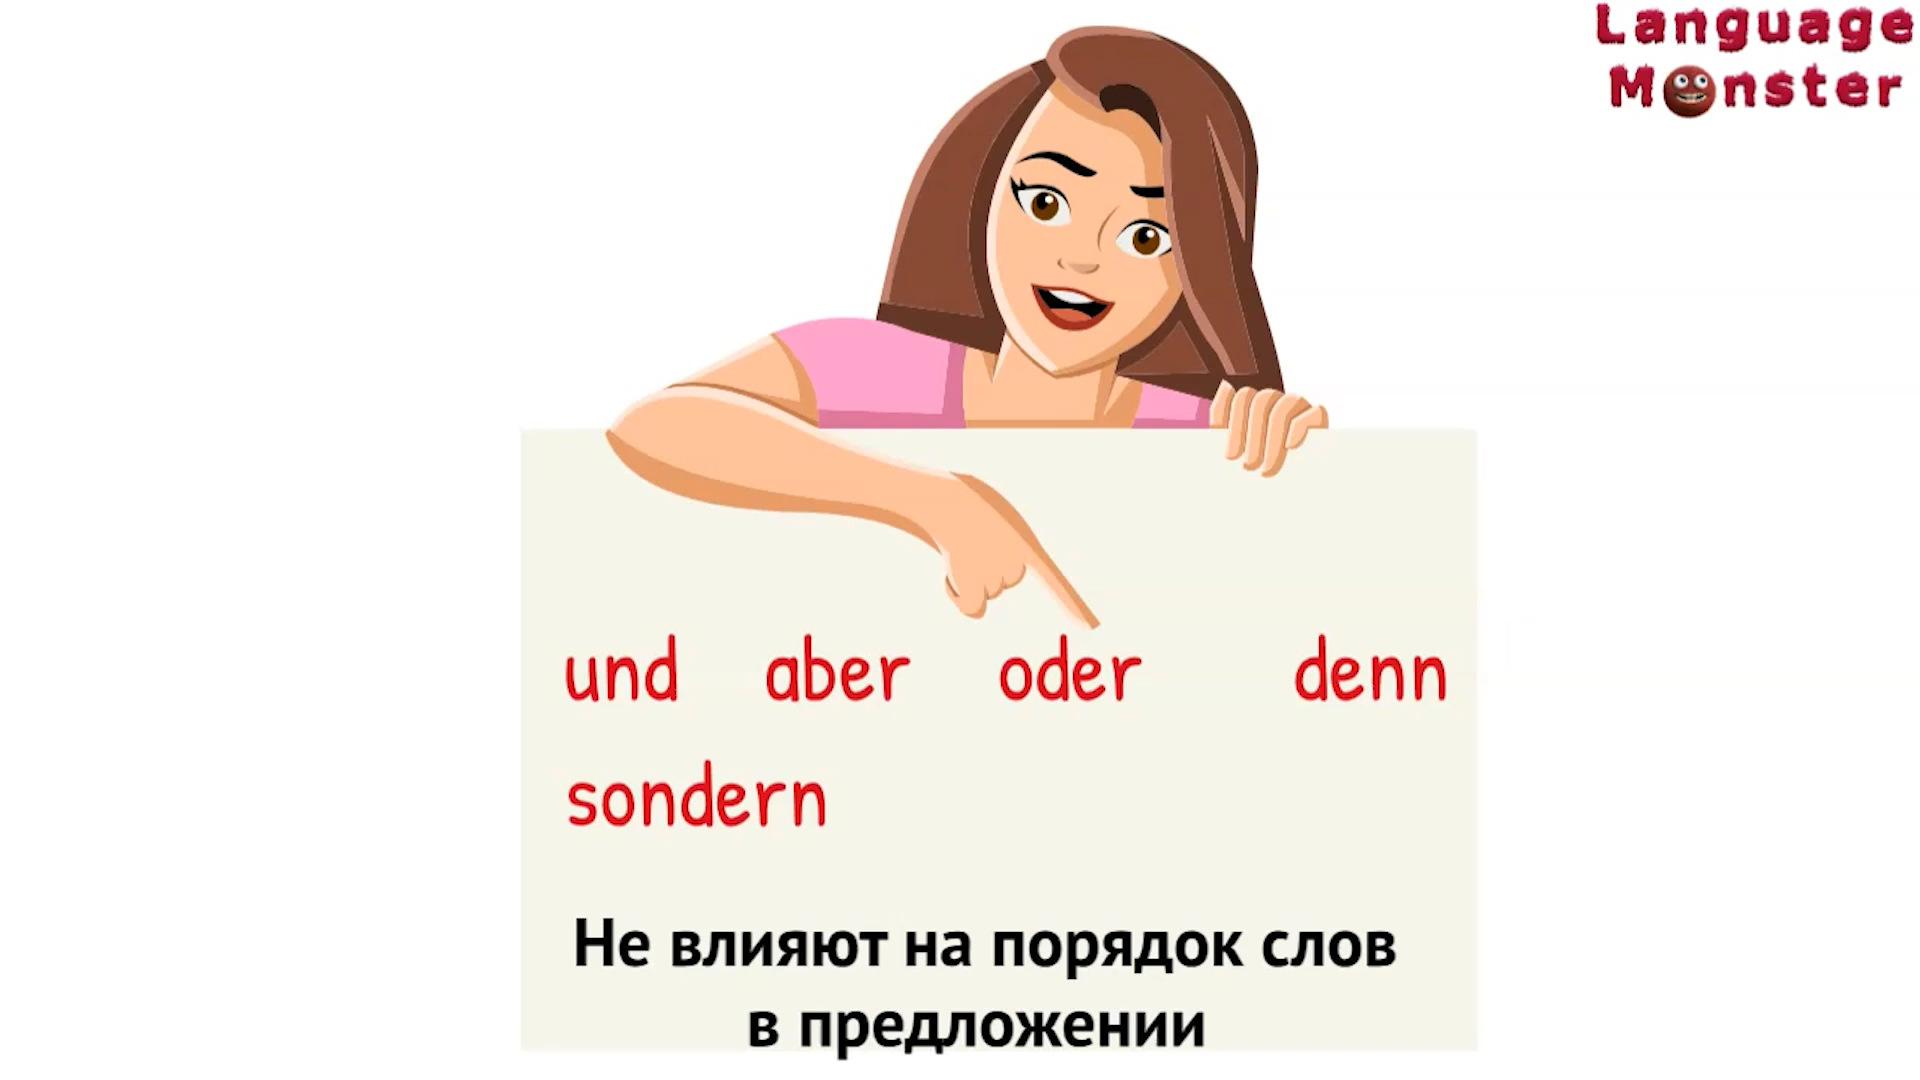 Language
Monster
und aber oder denn
sondern
Не влияют на порядок слов
в предложении